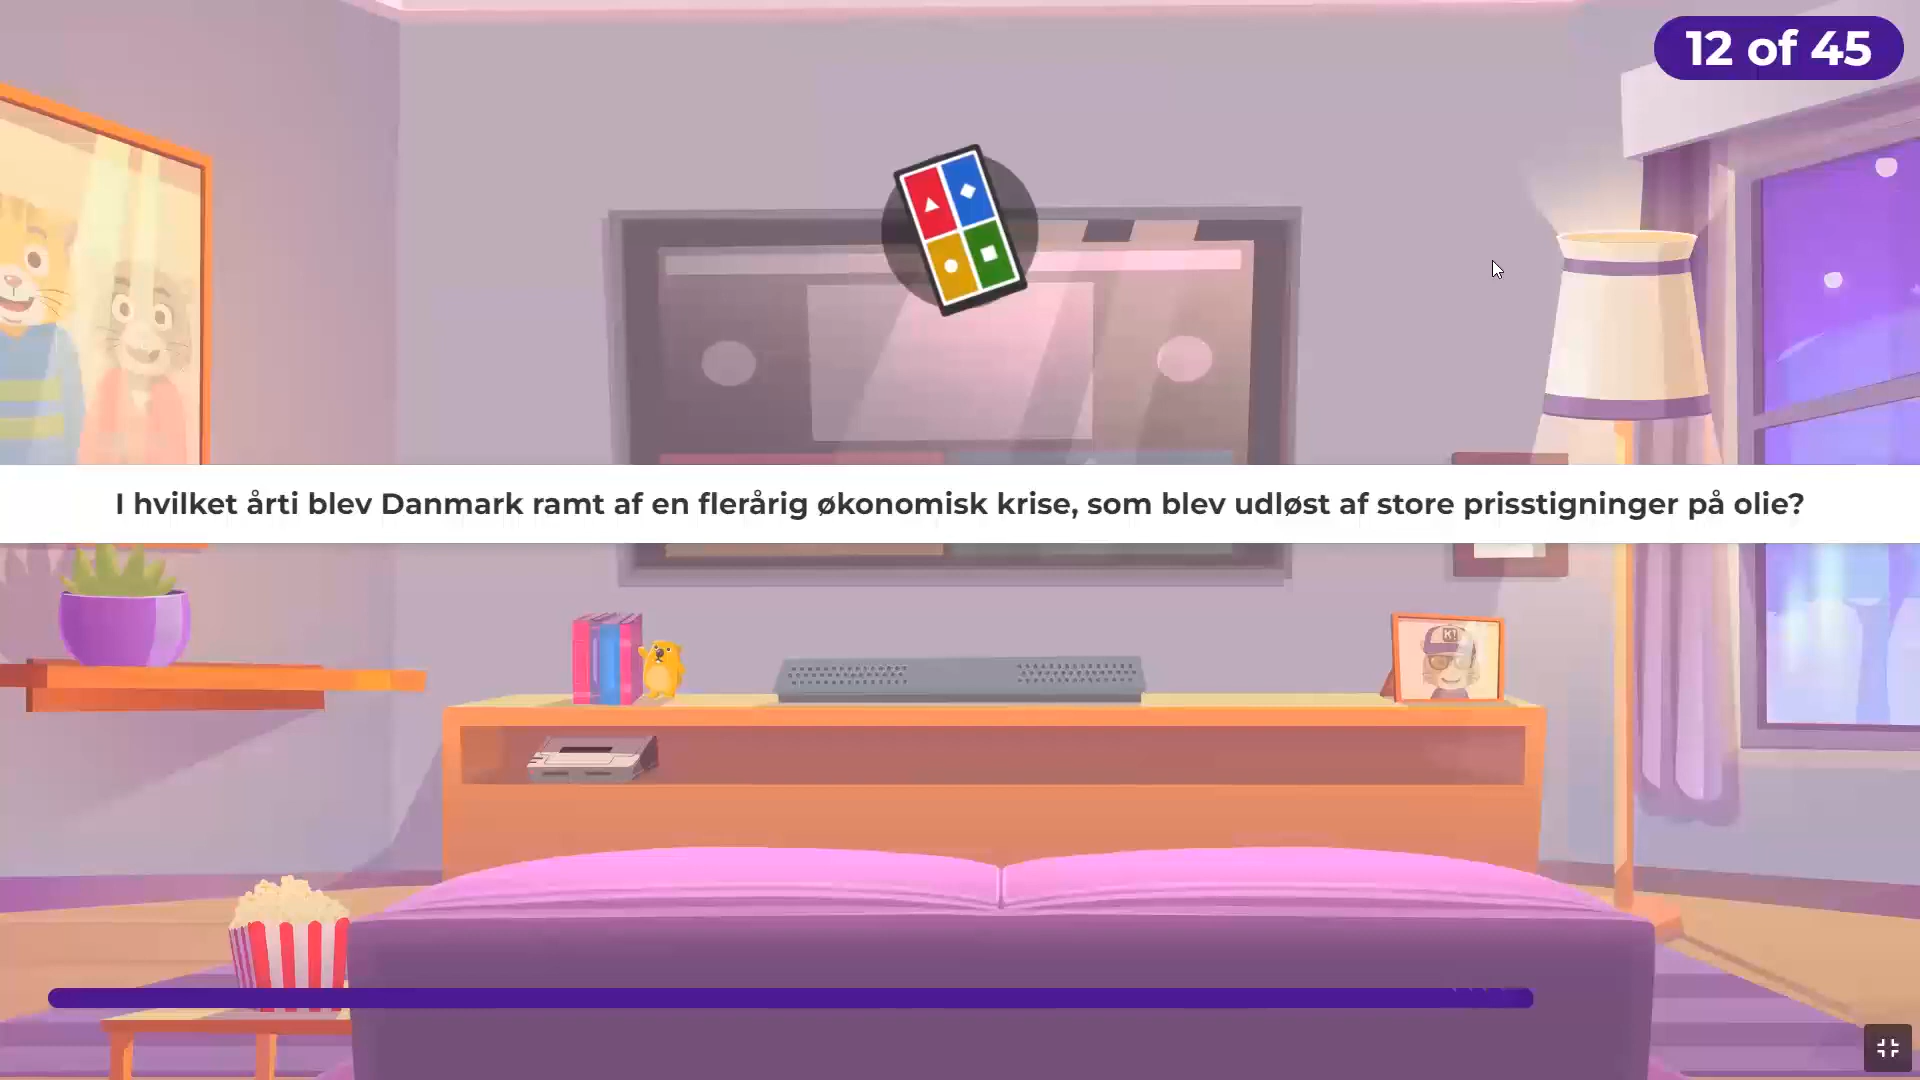 12 of 45
I hvilket årti blev Danmark ramt af en flerårig økonomisk krise, som blev udløst af store prisstigninger på olie?
K!